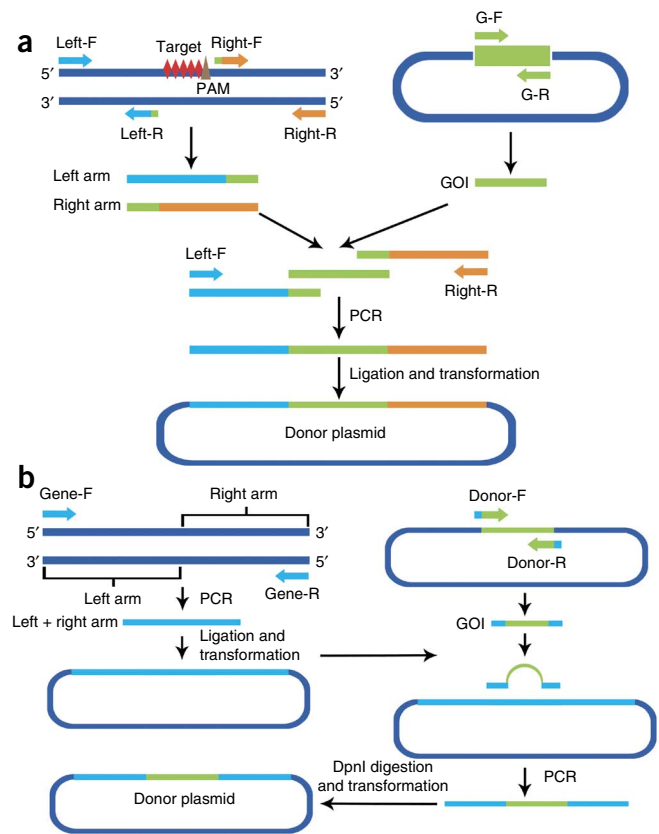 a
Left-F
Target
Right-F
5′
3′
PAM
3′
5′
Left-R
Right-R
G-F
G-R
Left arm
Right arm
GOI
Left-F
Right-R
PCR
Ligation and transformation
Donor plasmid
b
Gene-F
Right arm
5′
3′
3′
5′
Left arm
PCR
Gene-R
Left + right arm
Ligation and
transformation
Donor-F
Donor-R
GOI
PCR
DpnI digestion
and transformation
Donor plasmid